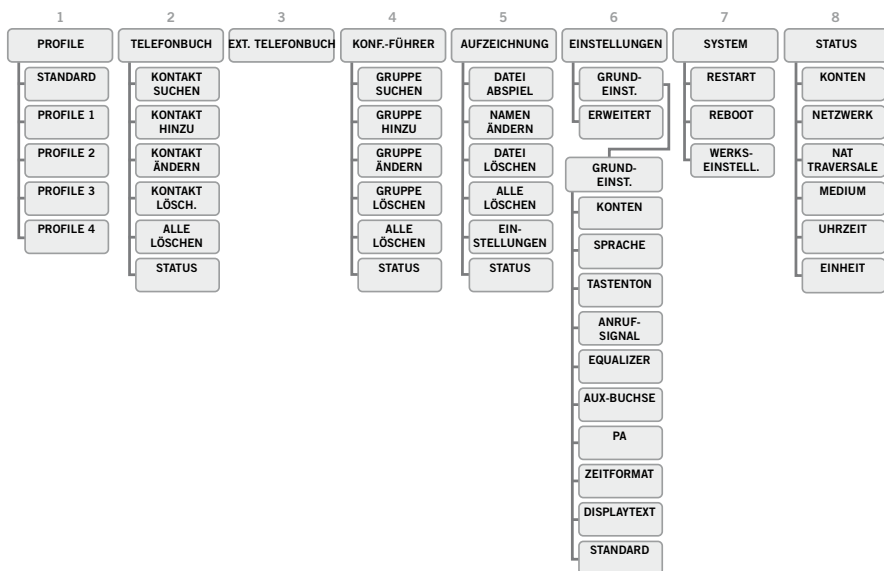 1
2
3
4
5
6
7
8
PROFILE
TELEFONBUCH
EXT. TELEFONBUCH
KONF.-FÜHRER
AUFZEICHNUNG
EINSTELLUNGEN
SYSTEM
STATUS
STANDARD
PROFILE 1
PROFILE 2
PROFILE 3
PROFILE 4
KONTAKT
SUCHEN
KONTAKT
HINZU
KONTAKT
ÄNDERN
KONTAKT
LÖSCH.
ALLE
LÖSCHEN
STATUS
GRUPPE
SUCHEN
GRUPPE
HINZU
GRUPPE
ÄNDERN
GRUPPE
LÖSCHEN
ALLE
LÖSCHEN
STATUS
DATEI
ABSPIEL
NAMEN
ÄNDERN
DATEI
LÖSCHEN
ALLE
LÖSCHEN
EIN-
STELLUNGEN
STATUS
GRUND-
EINST.
ERWEITERT
GRUND-
EINST.
KONTEN
SPRACHE
TASTENTON
ANRUF-
SIGNAL
EQUALIZER
AUX-BUCHSE
PA
ZEITFORMAT
DISPLAYTEXT
STANDARD
RESTART
REBOOT
WERKS-
EINSTELL.
KONTEN
NETZWERK
NAT
TRAVERSALE
MEDIUM
UHRZEIT
EINHEIT